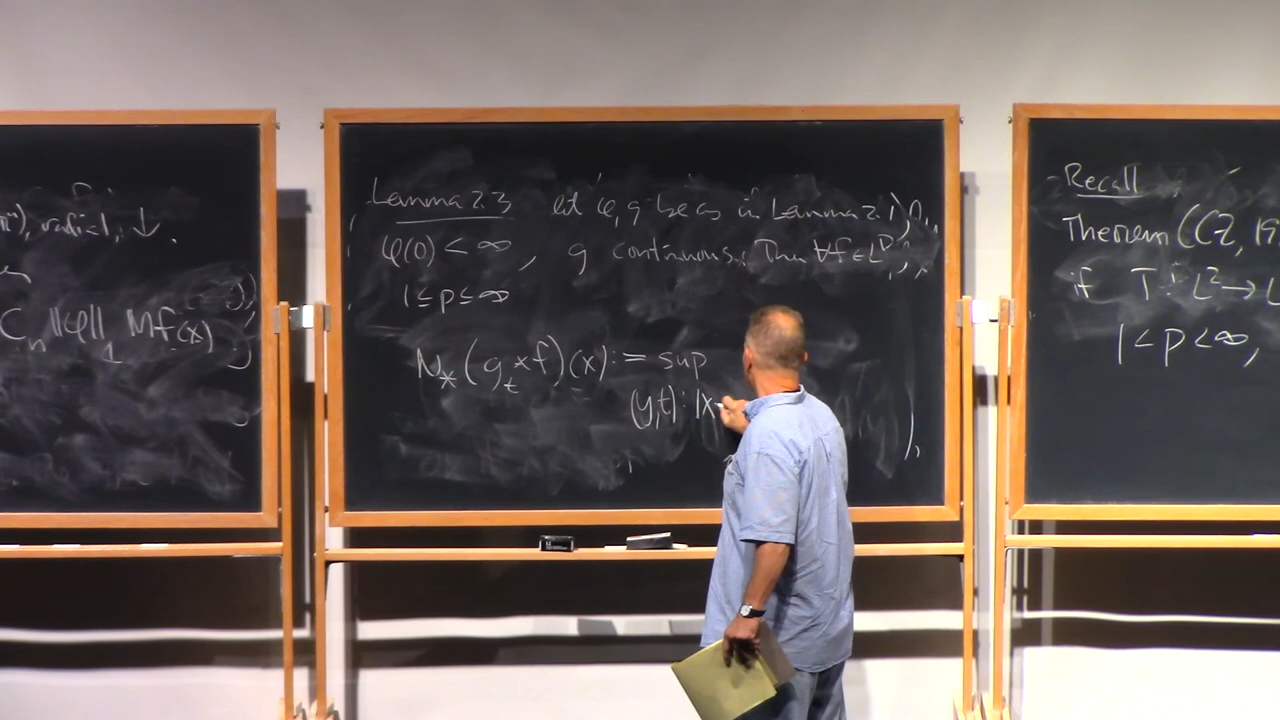 ), radial, ↓.
C_n ||φ||_1 Mf(x)
Lemma 2.3 let φ, g be as in Lemma 2.1,
φ(0) < ∞, g continuous. Then ∀f ∈ L^p,
1 ≤ p ≤ ∞
N_*(g_t * f)(x) := sup
(y,t): |x
Recall
Theorem (CZ, 19
if T: L² → L
1 < p < ∞,